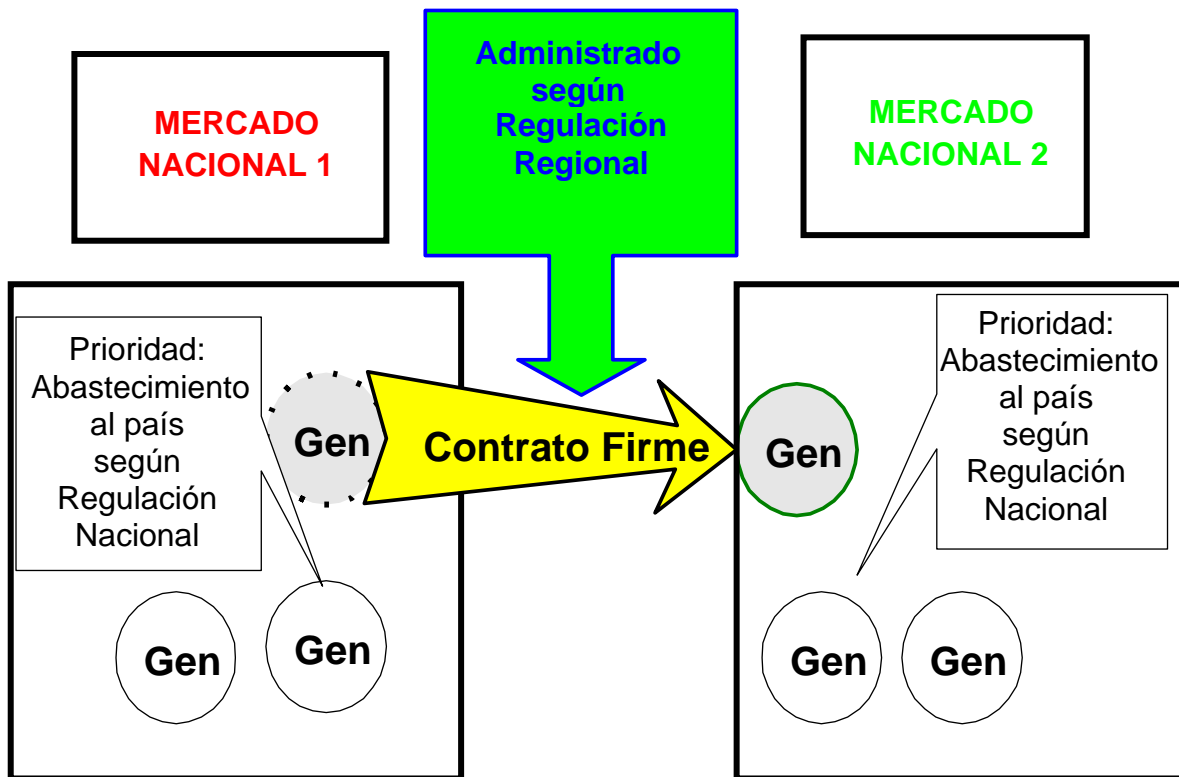 MERCADO
NACIONAL 1
Administrado
según
Regulación
Regional
MERCADO
NACIONAL 2
Prioridad:
Abastecimiento
al país
según
Regulación
Nacional
Gen
Contrato Firme
Gen
Prioridad:
Abastecimiento
al país
según
Regulación
Nacional
Gen
Gen
Gen
Gen